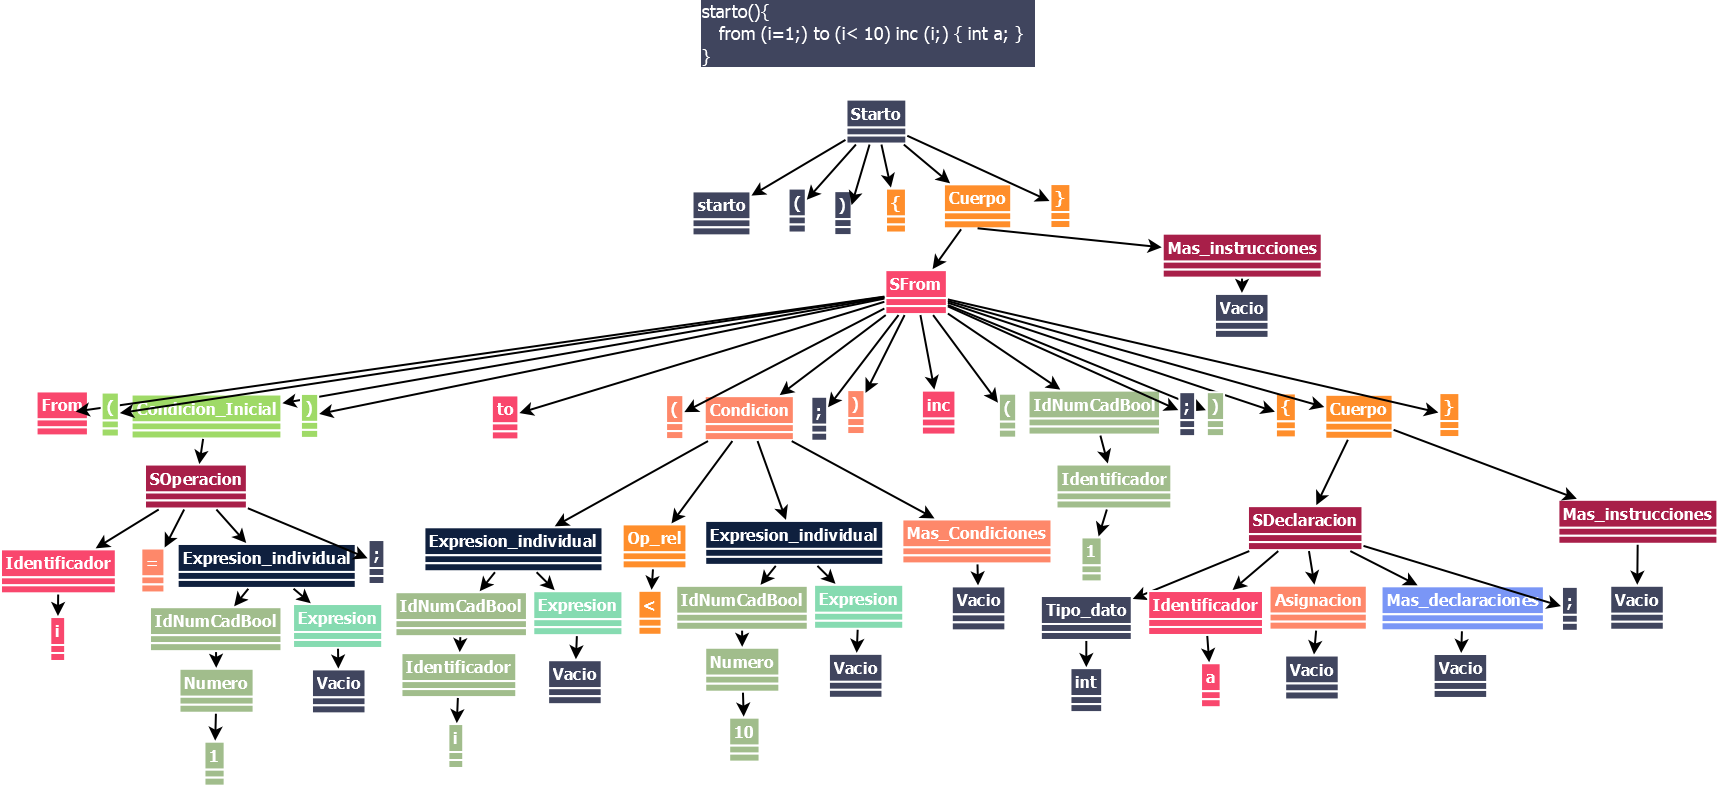 starto(){
from (i=1;) to (i< 10) inc (i;) { int a; }
}
Starto
starto
(
)
{
Cuerpo
}
Mas_instrucciones
SFrom
Vacio
From
(
Condicion_Inicial
)
to
(
Condicion
;
)
inc
(
IdNumCadBool
;
)
{
Cuerpo
}
SOperacion
Identificador
Identificador
=
Expresion_individual
;
Expresion_individual
Op_rel
Expresion_individual
Mas_Condiciones
1
SDeclaracion
Mas_instrucciones
i
IdNumCadBool
Expresion
IdNumCadBool
Expresion
<
IdNumCadBool
Expresion
Vacio
Tipo_dato
Identificador
Asignacion
Mas_declaraciones
;
Vacio
Numero
Vacio
Identificador
Vacio
Numero
Vacio
int
a
Vacio
Vacio
1
i
10